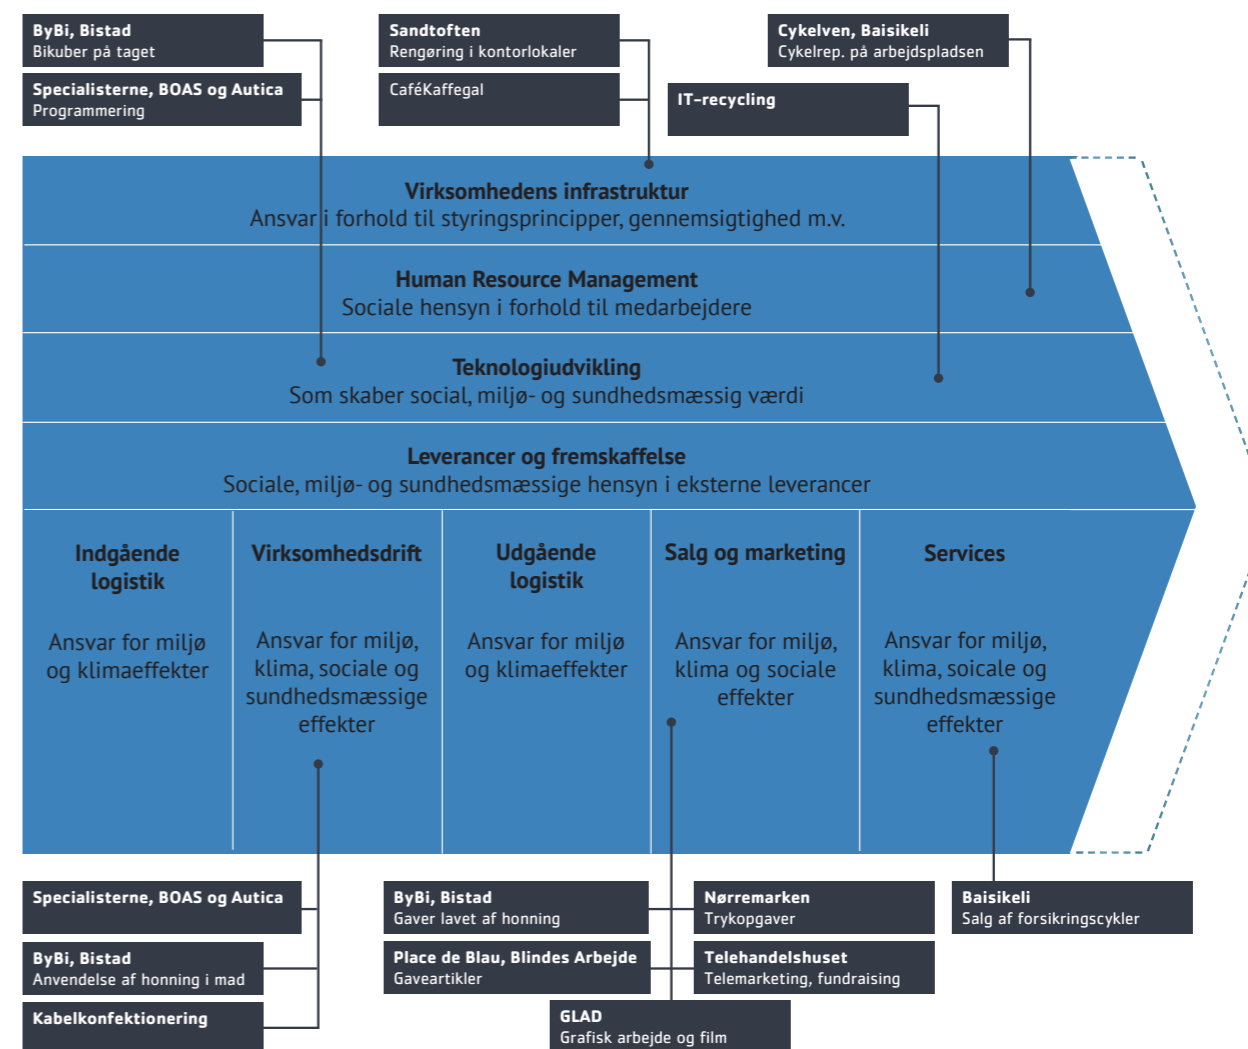 ByBi, Bistad
Bikuber på taget
Specialisterne, BOAS og Autica
Programmering
Sandtoften
Rengøring i kontorlokaler
CaféKaffegal
IT-recycling
Cykelven, Baisikeli
Cykelrep. på arbejdspladsen
Virksomhedens infrastruktur
Ansvar i forhold til styringsprincipper, gennemsigtighed m.v.
Human Resource Management
Sociale hensyn i forhold til medarbejdere
Teknologiudvikling
Som skaber social, miljø- og sundhedsmæssig værdi
Leverancer og fremskaffelse
Sociale, miljø- og sundhedsmæssige hensyn i eksterne leverancer
Indgående
logistik
Ansvar for miljø
og klimaeffekter
Virksomhedsdrift
Ansvar for miljø,
klima, sociale og
sundhedsmæssige
effekter
Udgående
logistik
Ansvar for miljø
og klimaeffekter
Salg og marketing
Ansvar for miljø,
klima og sociale
effekter
Services
Ansvar for miljø,
klima, soicale og
sundhedsmæssige
effekter
Specialisterne, BOAS og Autica
ByBi, Bistad
Anvendelse af honning i mad
Kabelkonfektionering
ByBi, Bistad
Gaver lavet af honning
Place de Blau, Blindes Arbejde
Gaveartikler
Nørremarken
Trykopgaver
Telehandelshuset
Telemarketing, fundraising
GLAD
Grafisk arbejde og film
Baisikeli
Salg af forsikringscykler